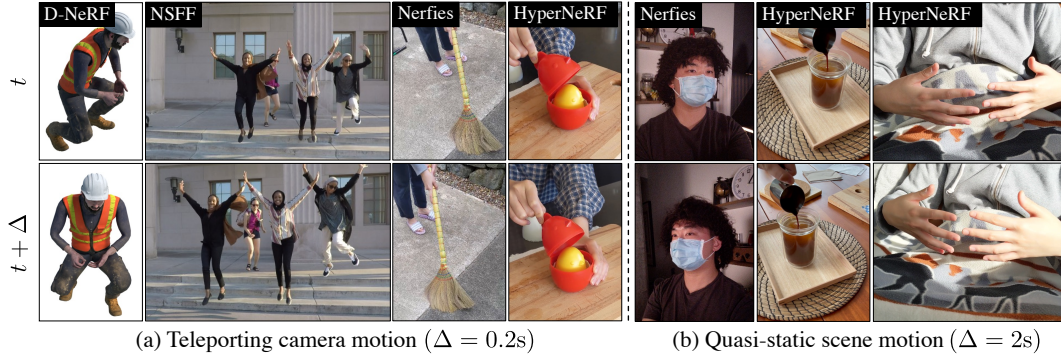 D-NeRF NSFF Nerfies HyperNeRF Nerfies HyperNeRF HyperNeRF
t
t + Δ
(a) Teleporting camera motion (Δ = 0.2s) (b) Quasi-static scene motion (Δ = 2s)